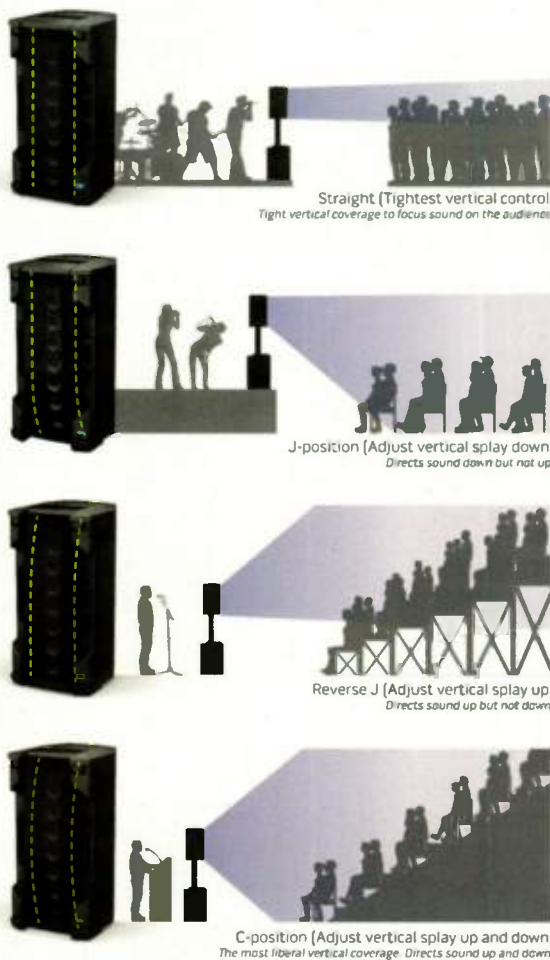 Straight (Tightest vertical control
Tight vertical coverage to focus sound on the audience
J-position (Adjust vertical splay down
Directs sound down but not up
Reverse J (Adjust vertical splay up
Directs sound up but not down
C-position (Adjust vertical splay up and down
The most liberal vertical coverage. Directs sound up and down